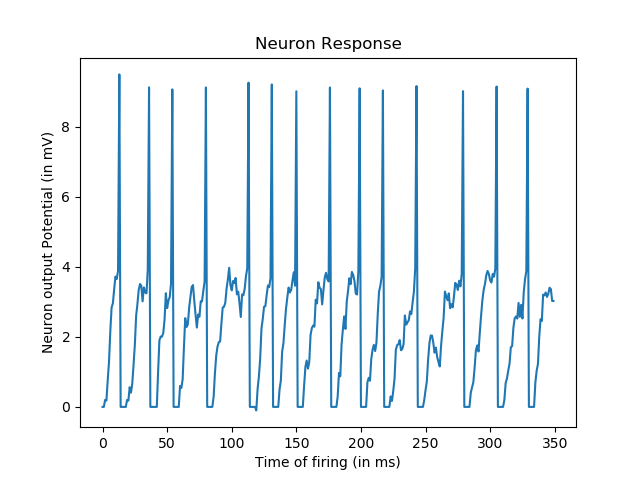 Neuron Response
8
6
4
2
0
Neuron output Potential (in mV)
0 50 100 150 200 250 300 350
Time of firing (in ms)